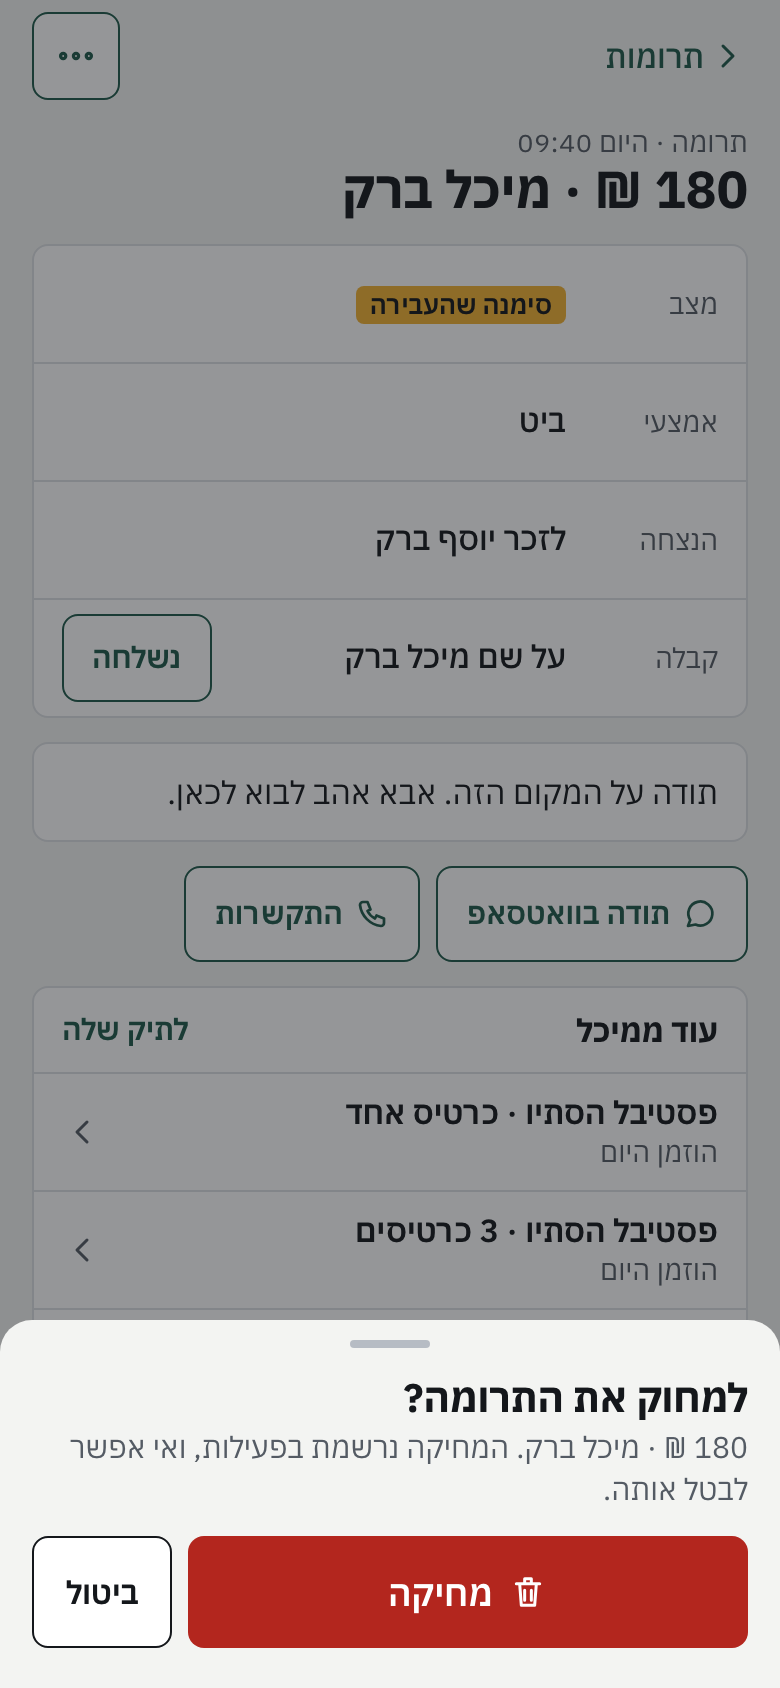 תרומות
תרומה · היום 09:40
180 ₪ · מיכל ברק
מצב
סימנה שהעבירה
אמצעי
ביט
הנצחה
לזכר יוסף ברק
קבלה
על שם מיכל ברק
נשלחה
תודה על המקום הזה. אבא אהב לבוא לכאן.
תודה בוואטסאפ
התקשרות
עוד ממיכל
לתיק שלה
פסטיבל הסתיו · כרטיס אחד
הוזמן היום
פסטיבל הסתיו · 3 כרטיסים
הוזמן היום
למחוק את התרומה?
180 ₪ · מיכל ברק. המחיקה נרשמת בפעילות, ואי אפשר
לבטל אותה.
מחיקה
ביטול